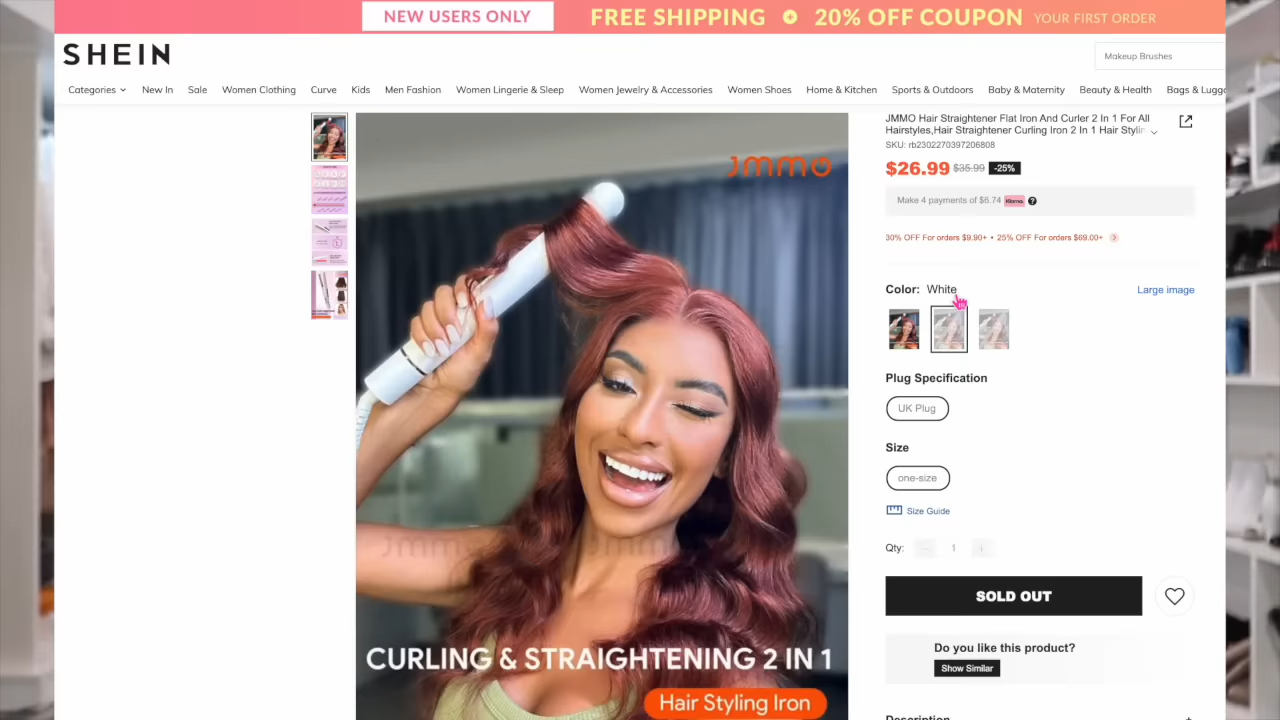 NEW USERS ONLY
FREE SHIPPING
20% OFF COUPON
YOUR FIRST ORDER
SHEIN
Makeup Brushes
Categories
New In
Sale
Women Clothing
Curve
Kids
Men Fashion
Women Lingerie & Sleep
Women Jewelry & Accessories
Women Shoes
Home & Kitchen
Sports & Outdoors
Baby & Maternity
Beauty & Health
Bags & Lugg
JMMO Hair Straightener Flat Iron And Curler 2 In 1 For All
Hairstyles,Hair Straightener Curling Iron 2 In 1 Hair Stylin
SKU: rb2302270397206808
$26.99 $35.99 -25%
Make 4 payments of $6.74 Klarna ?
30% OFF For orders $9.90+ • 25% OFF For orders $69.00+
Color: White
Large image
Plug Specification
UK Plug
Size
one-size
Size Guide
Qty: - 1 +
SOLD OUT
Do you like this product?
Show Similar
Description +
Jmmo
Jmmo
CURLING & STRAIGHTENING 2 IN 1
Hair Styling Iron